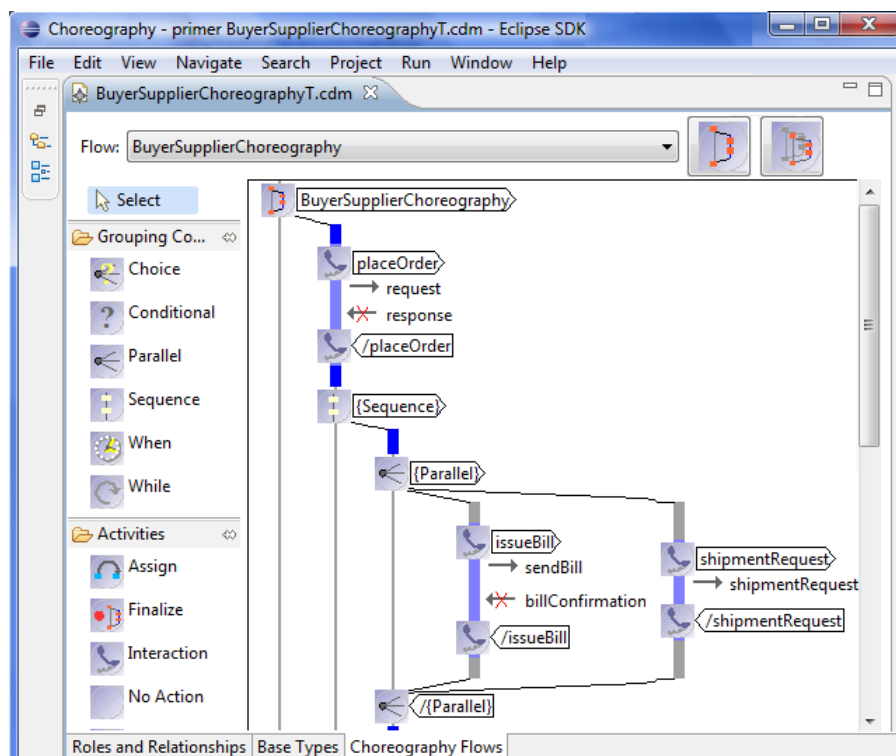 Choreography - primer BuyerSupplierChoreographyT.cdm - Eclipse SDK
File Edit View Navigate Search Project Run Window Help
BuyerSupplierChoreographyT.cdm
Flow: BuyerSupplierChoreography
Select
Grouping Co...
Choice
Conditional
Parallel
Sequence
When
While
Activities
Assign
Finalize
Interaction
No Action
BuyerSupplierChoreography
placeOrder
request
response
/placeOrder
{Sequence}
{Parallel}
issueBill
sendBill
billConfirmation
/issueBill
shipmentRequest
shipmentRequest
/shipmentRequest
/{Parallel}
Roles and Relationships Base Types Choreography Flows